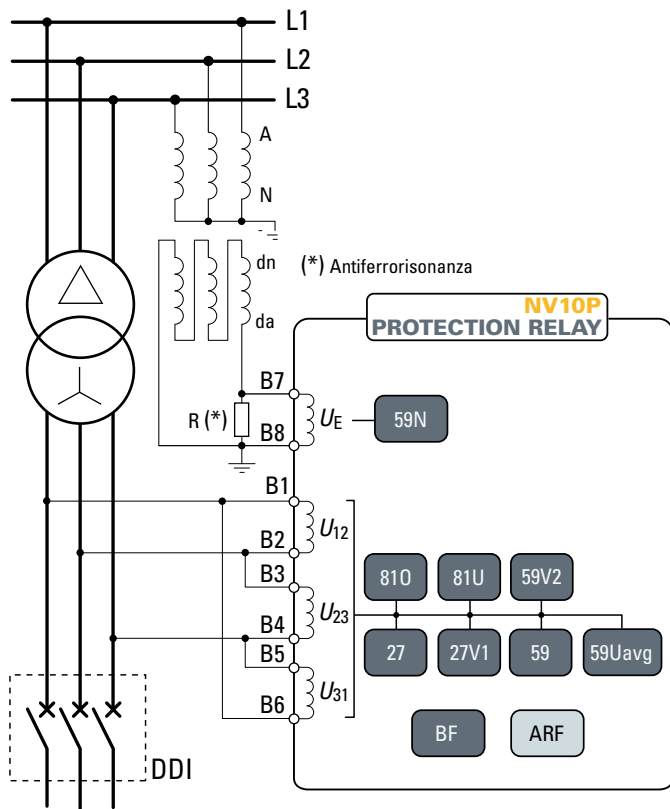 L1
L2
L3
A
N
dn
da
(*) Antiferrorisonanza
NV10P
PROTECTION RELAY
B7
R (*)
B8
UE
59N
B1
U12
B2
B3
U23
B4
B5
U31
B6
81O
81U
59V2
27
27V1
59
59Uavg
BF
ARF
DDI